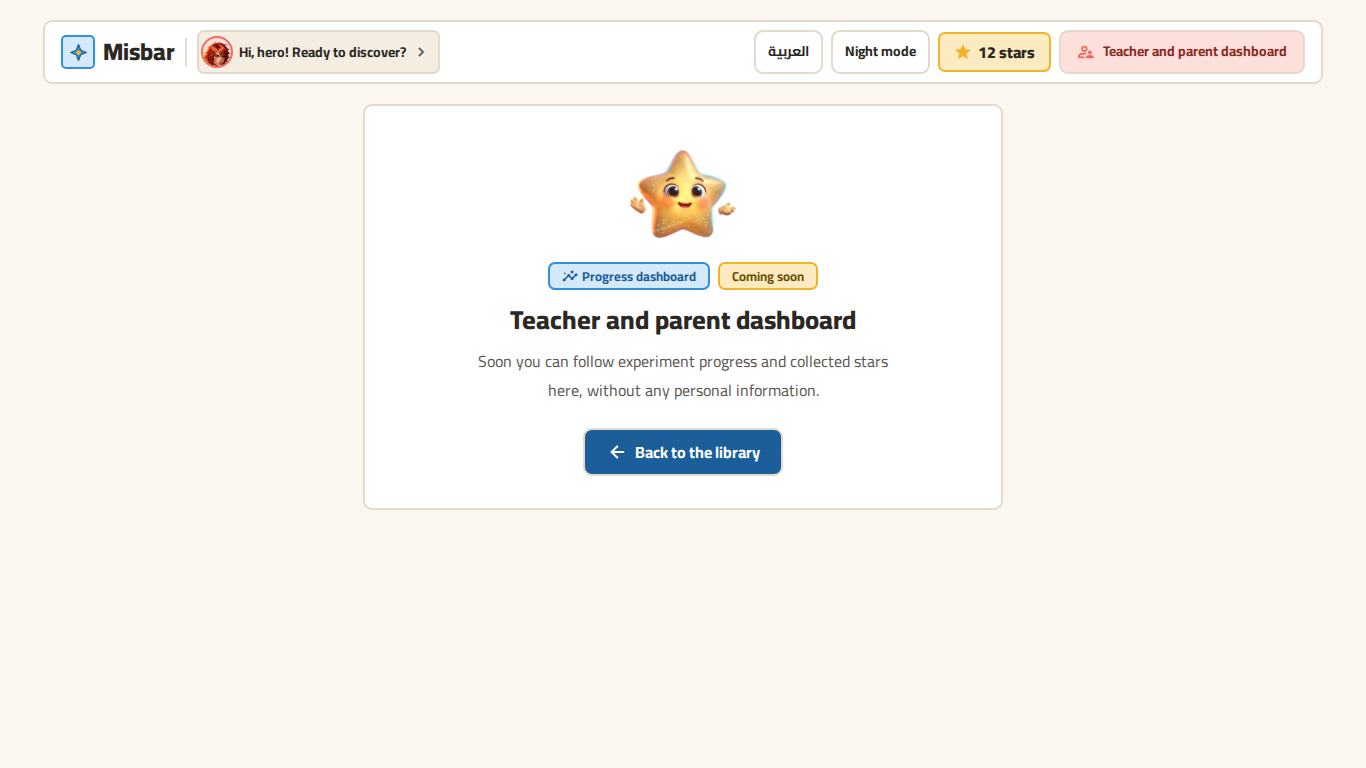 Misbar
Hi, hero! Ready to discover?
العربية
Night mode
12 stars
Teacher and parent dashboard
Progress dashboard
Coming soon
Teacher and parent dashboard
Soon you can follow experiment progress and collected stars
here, without any personal information.
Back to the library